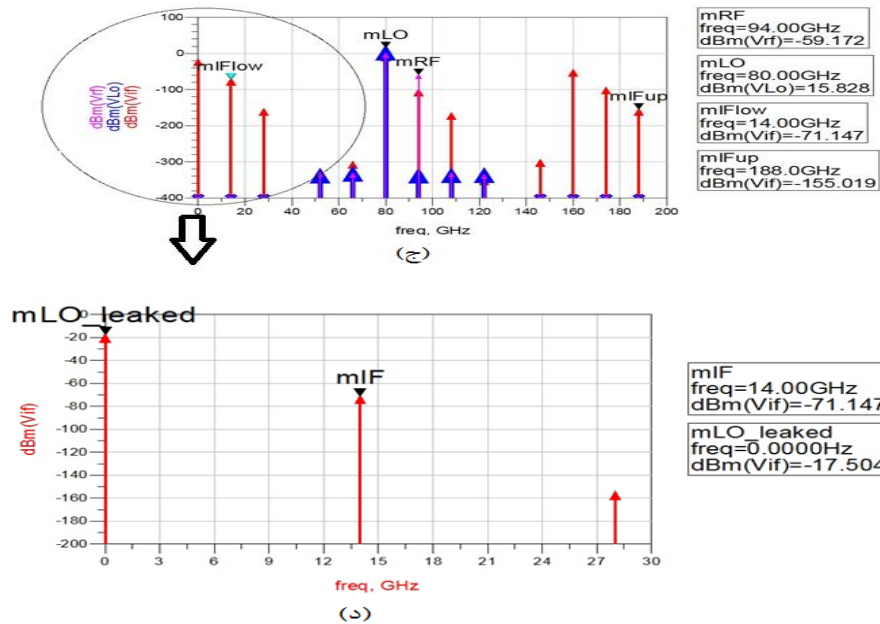 100
0
-100
-200
-300
-400
dBm(Vrf)
dBm(VLo)
dBm(Vif)
mIFlow
mLO
mRF
mIFup
0 20 40 60 80 100 120 140 160 180 200
freq, GHz
mRF
freq=94.00GHz
dBm(Vrf)=-59.172
mLO
freq=80.00GHz
dBm(VLo)=15.828
mIFlow
freq=14.00GHz
dBm(Vif)=-71.147
mIFup
freq=188.0GHz
dBm(Vif)=-155.019
(ج)
mLO_leaked
mIF
0
-20
-40
-60
-80
-100
-120
-140
-160
-180
-200
dBm(Vif)
0 3 6 9 12 15 18 21 24 27 30
freq, GHz
mIF
freq=14.00GHz
dBm(Vif)=-71.147
mLO_leaked
freq=0.0000Hz
dBm(Vif)=-17.504
(د)